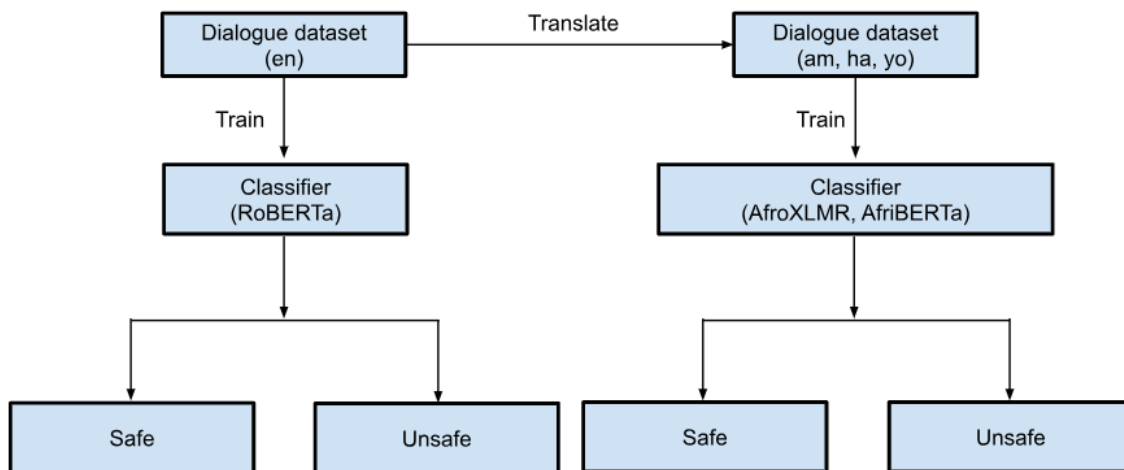 Dialogue dataset
(en)
Translate
Dialogue dataset
(am, ha, yo)
Train
Train
Classifier
(RoBERTa)
Classifier
(AfroXLMR, AfriBERTa)
Safe
Unsafe
Safe
Unsafe